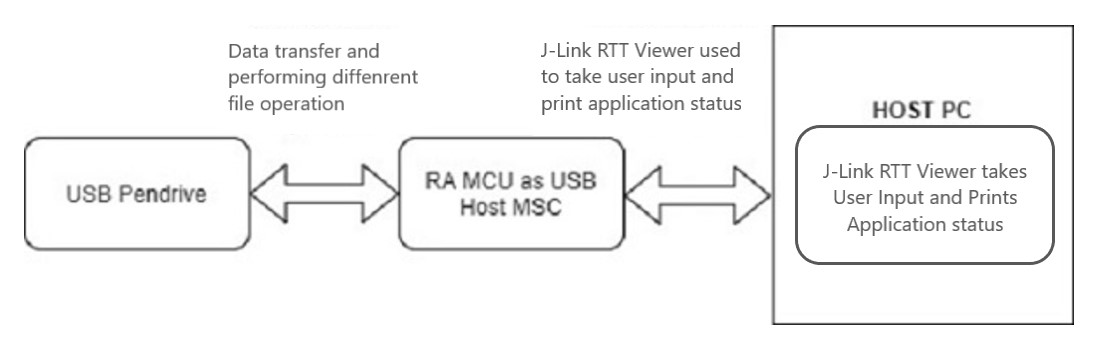 Data transfer and
performing diffenrent
file operation
J-Link RTT Viewer used
to take user input and
print application status
HOST PC
USB Pendrive
RA MCU as USB
Host MSC
J-Link RTT Viewer takes
User Input and Prints
Application status